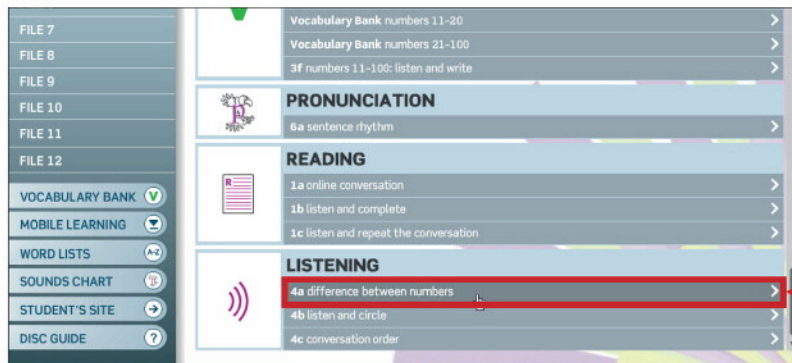 FILE 7
FILE 8
FILE 9
FILE 10
FILE 11
FILE 12
VOCABULARY BANK V
MOBILE LEARNING
WORD LISTS A-Z
SOUNDS CHART
STUDENT'S SITE
DISC GUIDE ?
Vocabulary Bank numbers 11-20
Vocabulary Bank numbers 21-100
3f numbers 11-100: listen and write
P
PRONUNCIATION
6a sentence rhythm
R
READING
1a online conversation
1b listen and complete
1c listen and repeat the conversation
LISTENING
4a difference between numbers
4b listen and circle
4c conversation order